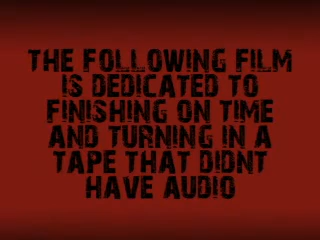 THE FOLLOWING FILM
IS DEDICATED TO
FINISHING ON TIME
AND TURNING IN A
TAPE THAT DIDNT
HAVE AUDIO